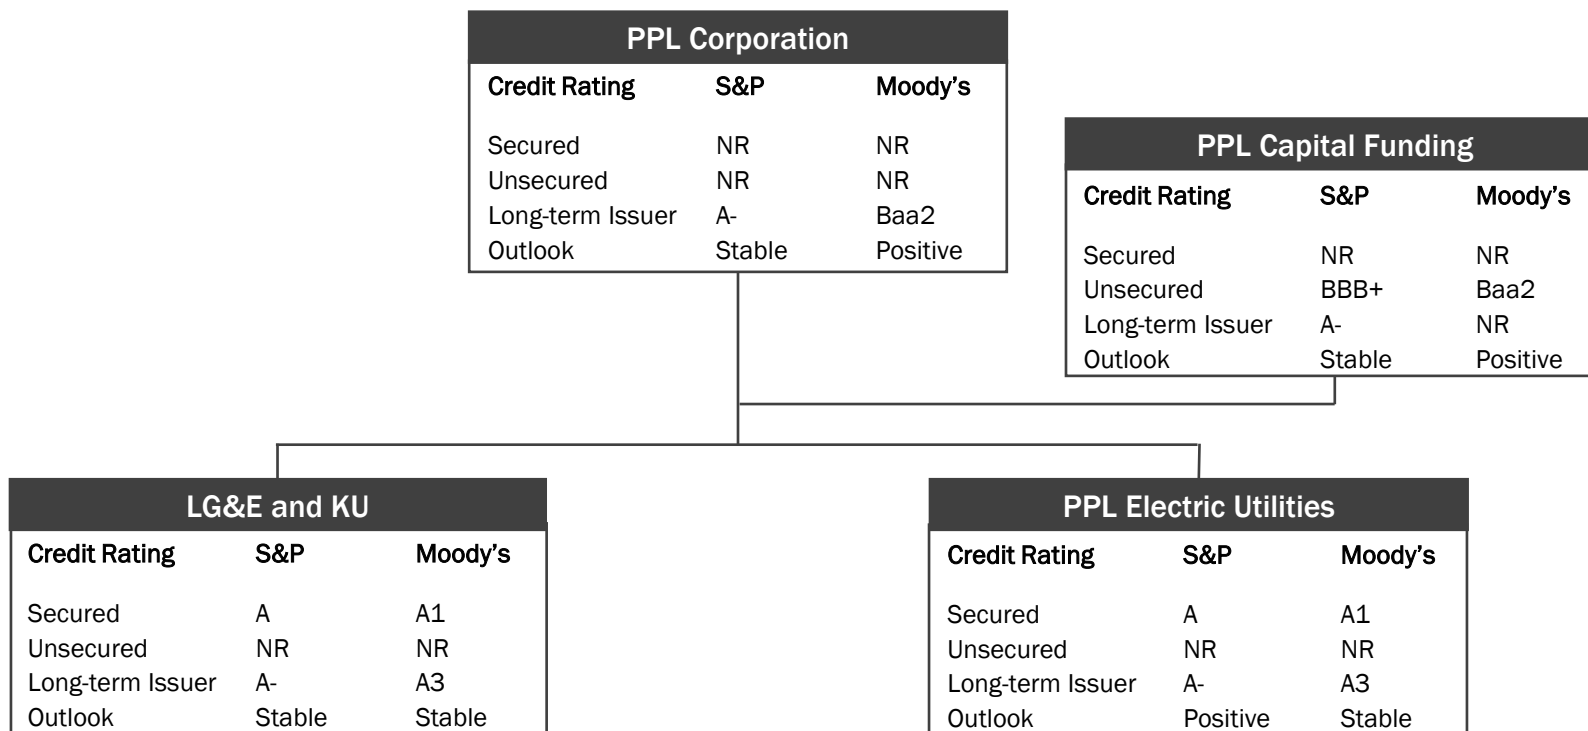 PPL Corporation
Credit Rating S&P Moody's
Secured NR NR
Unsecured NR NR
Long-term Issuer A- Baa2
Outlook Stable Positive
PPL Capital Funding
Credit Rating S&P Moody's
Secured NR NR
Unsecured BBB+ Baa2
Long-term Issuer A- NR
Outlook Stable Positive
LG&E and KU
Credit Rating S&P Moody's
Secured A A1
Unsecured NR NR
Long-term Issuer A- A3
Outlook Stable Stable
PPL Electric Utilities
Credit Rating S&P Moody's
Secured A A1
Unsecured NR NR
Long-term Issuer A- A3
Outlook Positive Stable